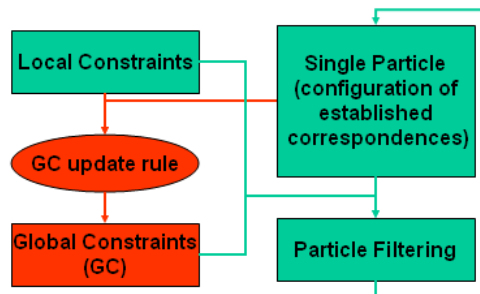 Local Constraints
GC update rule
Global Constraints
(GC)
Single Particle
(configuration of
established
correspondences)
Particle Filtering